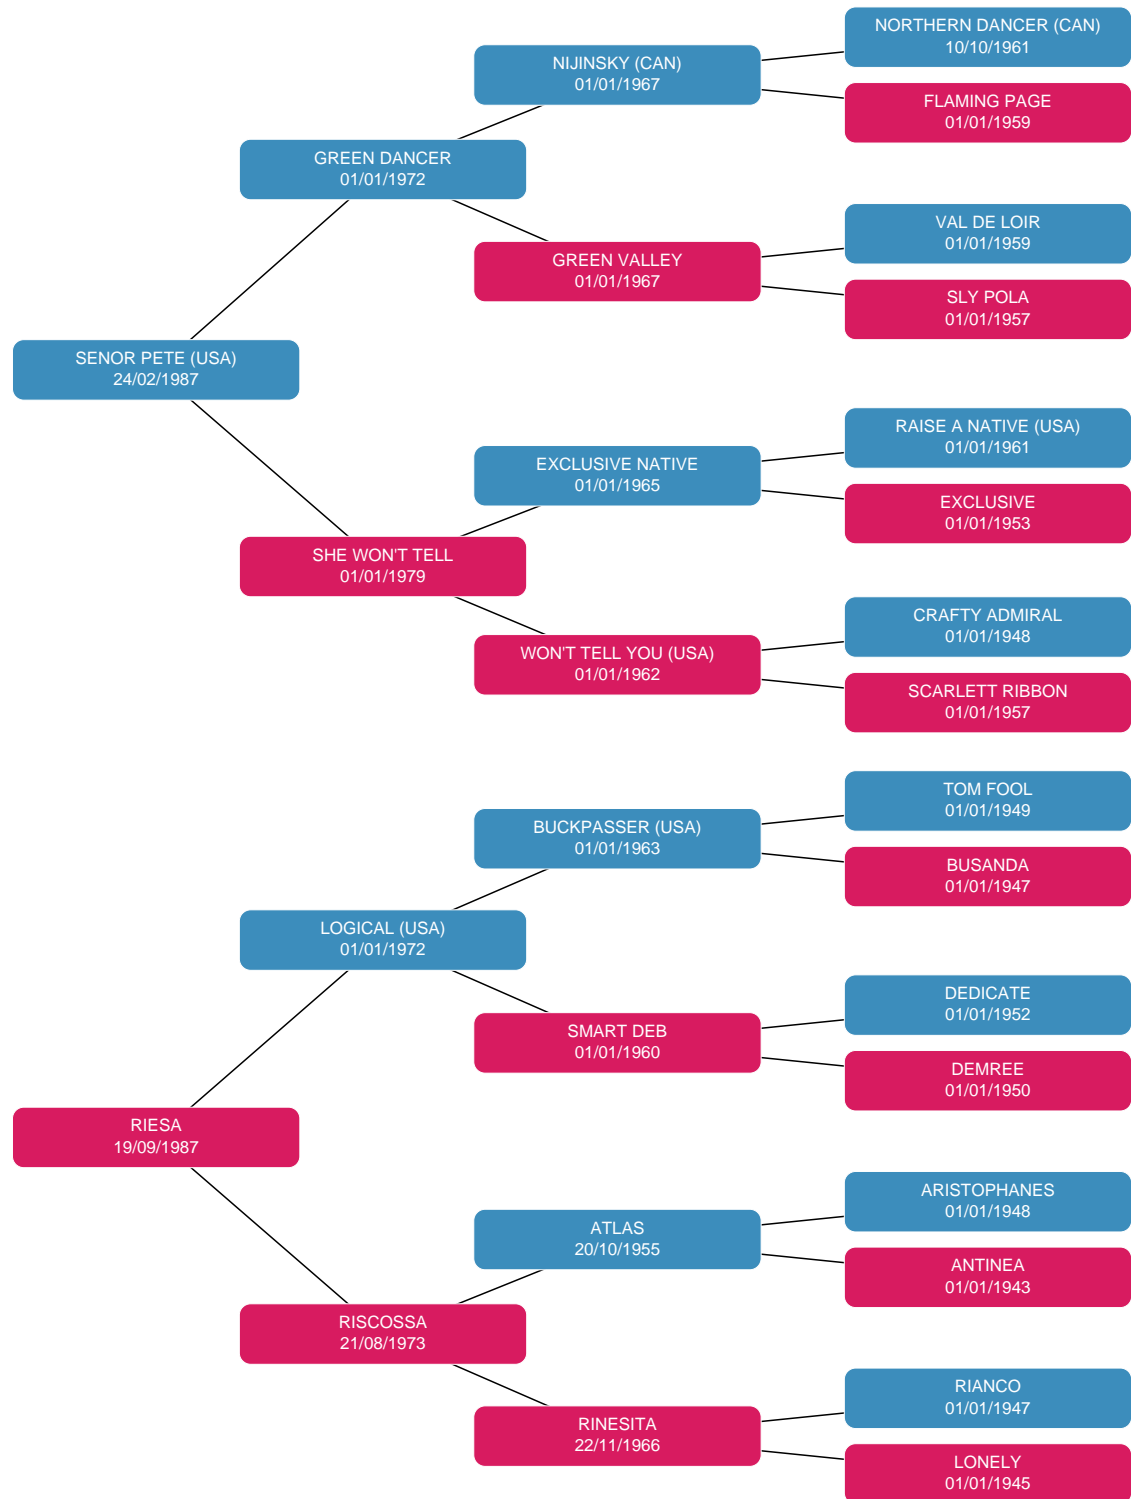 NORTHERN DANCER (CAN)
10/10/1961
NIJINSKY (CAN)
01/01/1967
FLAMING PAGE
01/01/1959
GREEN DANCER
01/01/1972
VAL DE LOIR
01/01/1959
GREEN VALLEY
01/01/1967
SLY POLA
01/01/1957
SENOR PETE (USA)
24/02/1987
RAISE A NATIVE (USA)
01/01/1961
EXCLUSIVE NATIVE
01/01/1965
EXCLUSIVE
01/01/1953
SHE WON'T TELL
01/01/1979
CRAFTY ADMIRAL
01/01/1948
WON'T TELL YOU (USA)
01/01/1962
SCARLETT RIBBON
01/01/1957
TOM FOOL
01/01/1949
BUCKPASSER (USA)
01/01/1963
BUSANDA
01/01/1947
LOGICAL (USA)
01/01/1972
DEDICATE
01/01/1952
SMART DEB
01/01/1960
DEMREE
01/01/1950
RIESA
19/09/1987
ARISTOPHANES
01/01/1948
ATLAS
20/10/1955
ANTINEA
01/01/1943
RISCOSSA
21/08/1973
RIANCO
01/01/1947
RINESITA
22/11/1966
LONELY
01/01/1945